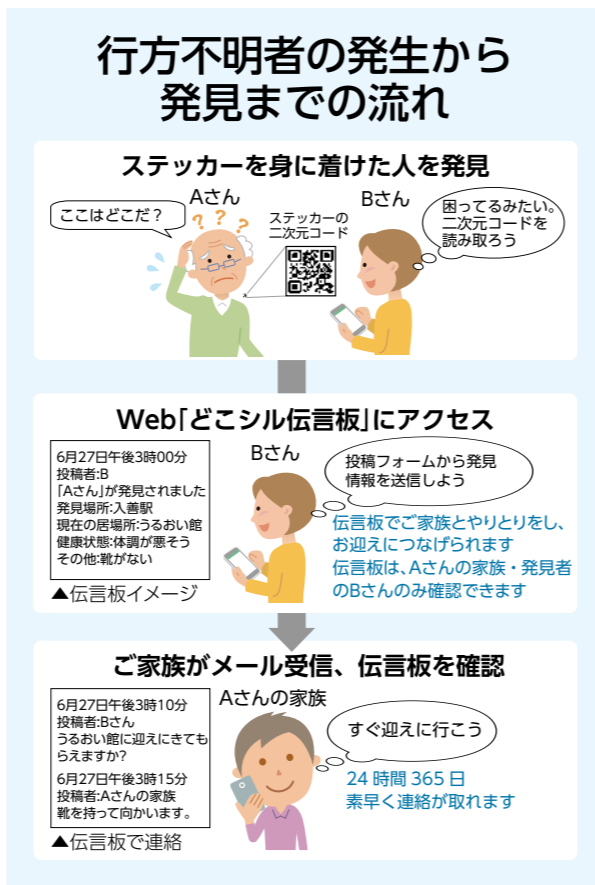 行方不明者の発生から
発見までの流れ
ステッカーを身に着けた人を発見
Aさん
Bさん
ここはどこだ？
? ? ?
ステッカーの
二次元コード
困ってるみたい。
二次元コードを
読み取ろう
Web「どこシル伝言板」にアクセス
6月27日午後3時00分
投稿者:B
「Aさん」が発見されました
発見場所:入善駅
現在の居場所:うるおい館
健康状態:体調が悪そう
その他:靴がない
▲伝言板イメージ
Bさん
投稿フォームから発見
情報を送信しよう
伝言板でご家族とやりとりをし、
お迎えにつなげられます
伝言板は、Aさんの家族・発見者
のBさんのみ確認できます
ご家族がメール受信、伝言板を確認
6月27日午後3時10分
投稿者:Bさん
うるおい館に迎えにきても
らえますか?
6月27日午後3時15分
投稿者:Aさんの家族
靴を持って向かいます。
▲伝言板で連絡
Aさんの家族
すぐ迎えに行こう
24 時間 365 日
素早く連絡が取れます